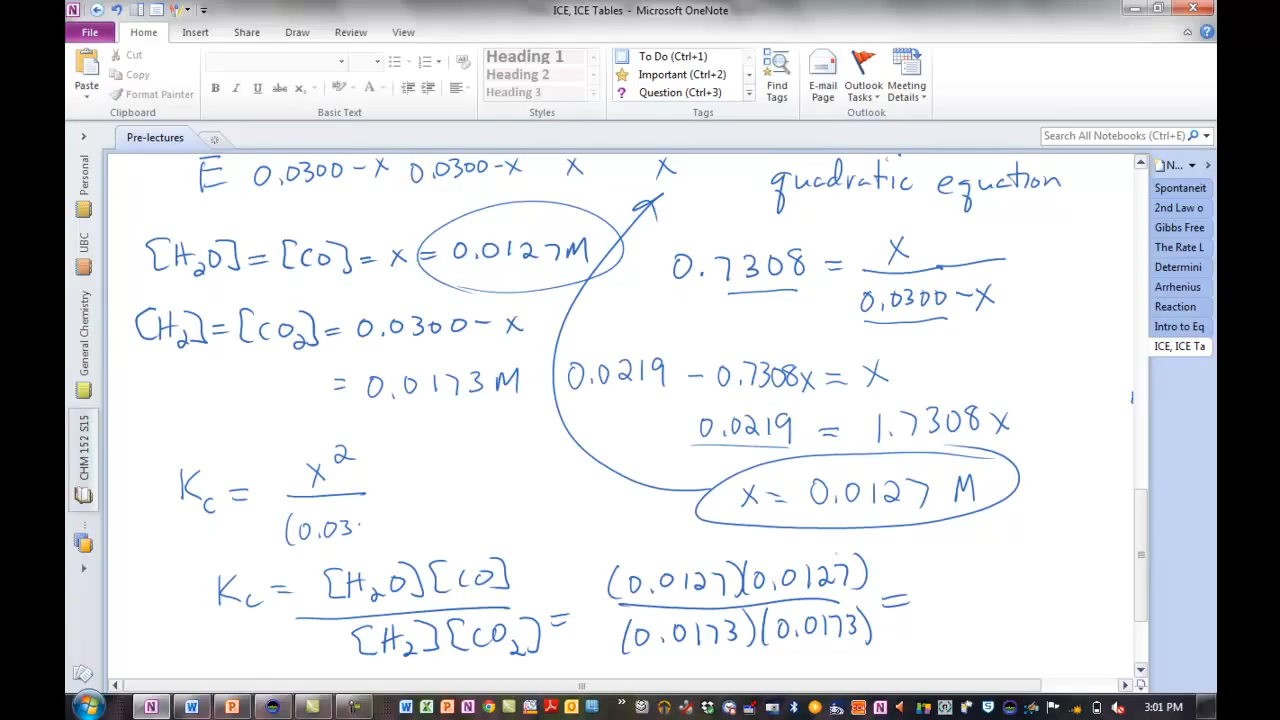 ICE, ICE Tables - Microsoft OneNote
File Home Insert Share Draw Review View
Cut
Copy
Format Painter
Paste
Clipboard
B I U abc
Basic Text
Heading 1
Heading 2
Heading 3
Styles
To Do (Ctrl+1)
Important (Ctrl+2)
Question (Ctrl+3)
Tags
Find Tags
E-mail Page
Outlook Tasks
Meeting Details
Outlook
Pre-lectures
Search All Notebooks (Ctrl+E)
Personal
UBC
General Chemistry
CHM 152 S15
N...
Spontaneit
2nd Law o
Gibbs Free
The Rate L
Determini
Arrhenius
Reaction
Intro to Eq
ICE, ICE Ta
E 0.0300-x 0.0300-x x x
quadratic equation
[H₂O] = [CO] = x = 0.0127M
0.7308 = x / 0.0300-x
[H₂] = [CO₂] = 0.0300-x
= 0.0173M
0.0219 - 0.7308x = x
0.0219 = 1.7308x
x = 0.0127 M
Kc = x² / (0.03
Kc = [H₂O][CO] / [H₂][CO₂] = (0.0127)(0.0127) / (0.0173)(0.0173) =
3:01 PM